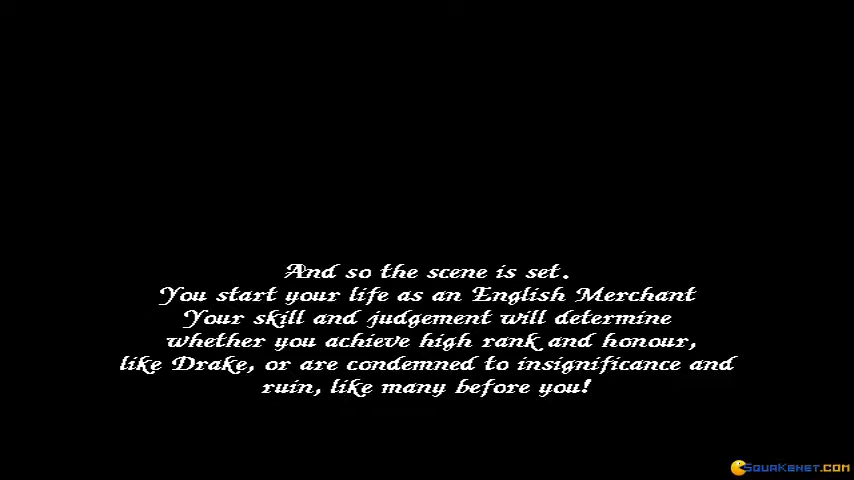 And so the scene is set.
You start your life as an English Merchant
Your skill and judgement will determine
whether you achieve high rank and honour,
like Drake, or are condemned to insignificance and
ruin, like many before you!
SquaKenet.com